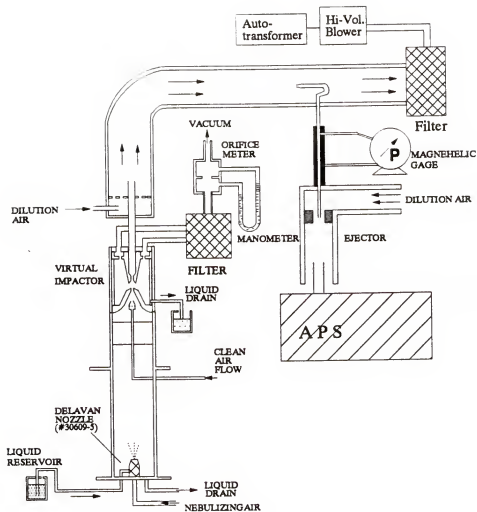 Auto-
transformer
Hi-Vol.
Blower
Filter
VACUUM
ORIFICE
METER
P
MAGNEHELIC
GAGE
DILUTION
AIR
DILUTION AIR
MANOMETER
EJECTOR
FILTER
VIRTUAL
IMPACTOR
LIQUID
DRAIN
APS
CLEAN
AIR
FLOW
DELAVAN
NOZZLE
(#30609-5)
LIQUID
RESERVOIR
LIQUID
DRAIN
NEBULIZING AIR